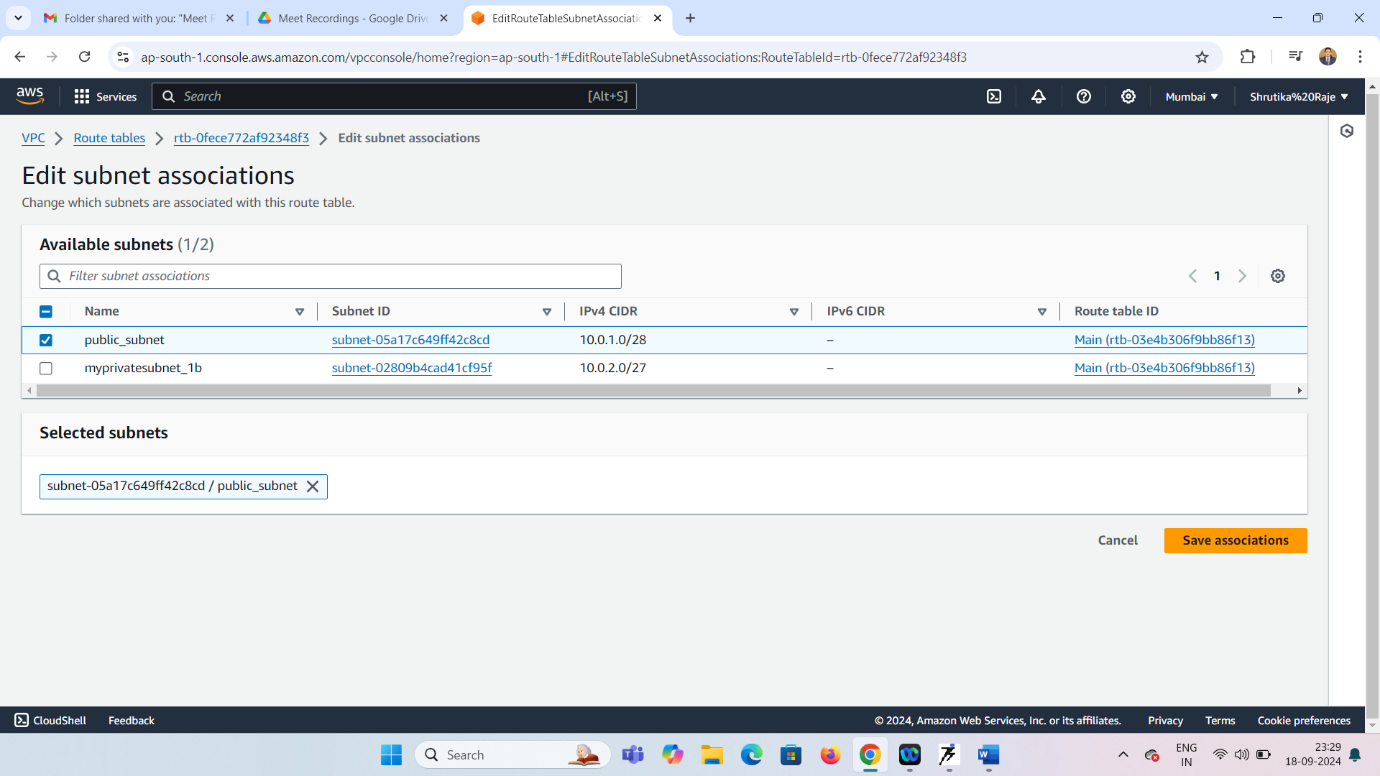 Folder shared with you: "Meet R
Meet Recordings - Google Drive
EditRouteTableSubnetAssociatio
ap-south-1.console.aws.amazon.com/vpcconsole/home?region=ap-south-1#EditRouteTableSubnetAssociations:RouteTableId=rtb-0fece772af92348f3
aws
Services
Search
[Alt+S]
Mumbai
Shrutika%20Raje
VPC
Route tables
rtb-0fece772af92348f3
Edit subnet associations
Edit subnet associations
Change which subnets are associated with this route table.
Available subnets (1/2)
Filter subnet associations
1
Name Subnet ID IPv4 CIDR IPv6 CIDR Route table ID
public_subnet subnet-05a17c649ff42c8cd 10.0.1.0/28 – Main (rtb-03e4b306f9bb86f13)
myprivatesubnet_1b subnet-02809b4cad41cf95f 10.0.2.0/27 – Main (rtb-03e4b306f9bb86f13)
Selected subnets
subnet-05a17c649ff42c8cd / public_subnet
Cancel
Save associations
CloudShell
Feedback
© 2024, Amazon Web Services, Inc. or its affiliates.
Privacy
Terms
Cookie preferences
Search
ENG
IN
23:29
18-09-2024